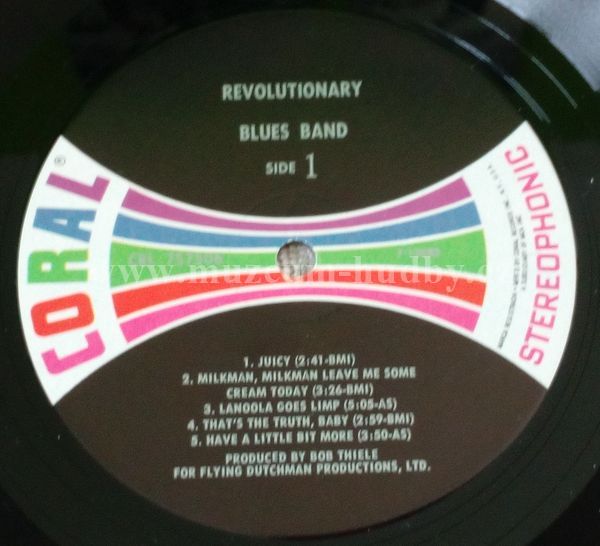 REVOLUTIONARY
BLUES BAND
SIDE 1
CORAL®
STEREOPHONIC
www.muzeum-hudby.c
1. JUICY (2:41-BMI)
2. MILKMAN, MILKMAN LEAVE ME SOME
CREAM TODAY (3:26-BMI)
3. LANOOLA GOES LIMP (5:05-AS)
4. THAT'S THE TRUTH, BABY (2:59-BMI)
5. HAVE A LITTLE BIT MORE (3:50-AS)
PRODUCED BY BOB THIELE
FOR FLYING DUTCHMAN PRODUCTIONS, LTD.